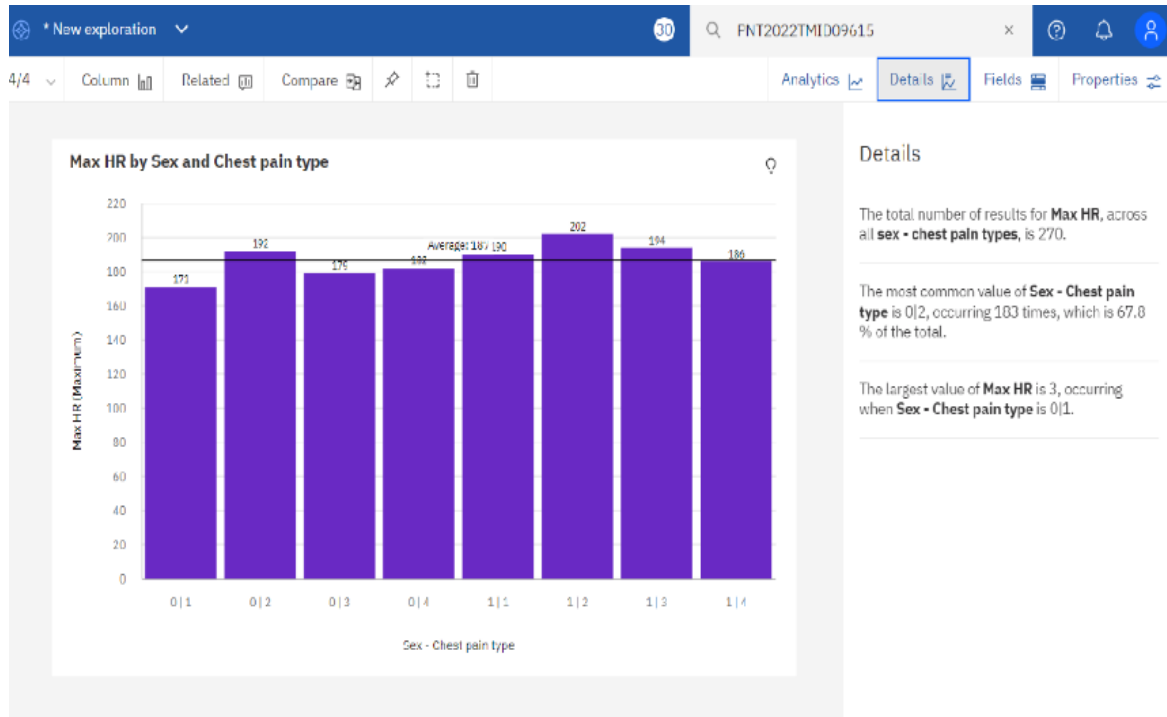 * New exploration
30
FNT2022TMID09615
4/4
Column
Related
Compare
Analytics
Details
Fields
Properties
Max HR by Sex and Chest pain type
Details
The total number of results for Max HR, across
all sex - chest pain types, is 270.
The most common value of Sex - Chest pain
type is 0|2, occurring 183 times, which is 67.8
% of the total.
The largest value of Max HR is 3, occurring
when Sex - Chest pain type is 0|1.
Max HR (Maximum)
220
200
180
160
140
120
100
80
60
40
20
0
171
192
179
182
Average: 187
190
202
194
186
0|1
0|2
0|3
0|4
1|1
1|2
1|3
1|4
Sex - Chest pain type